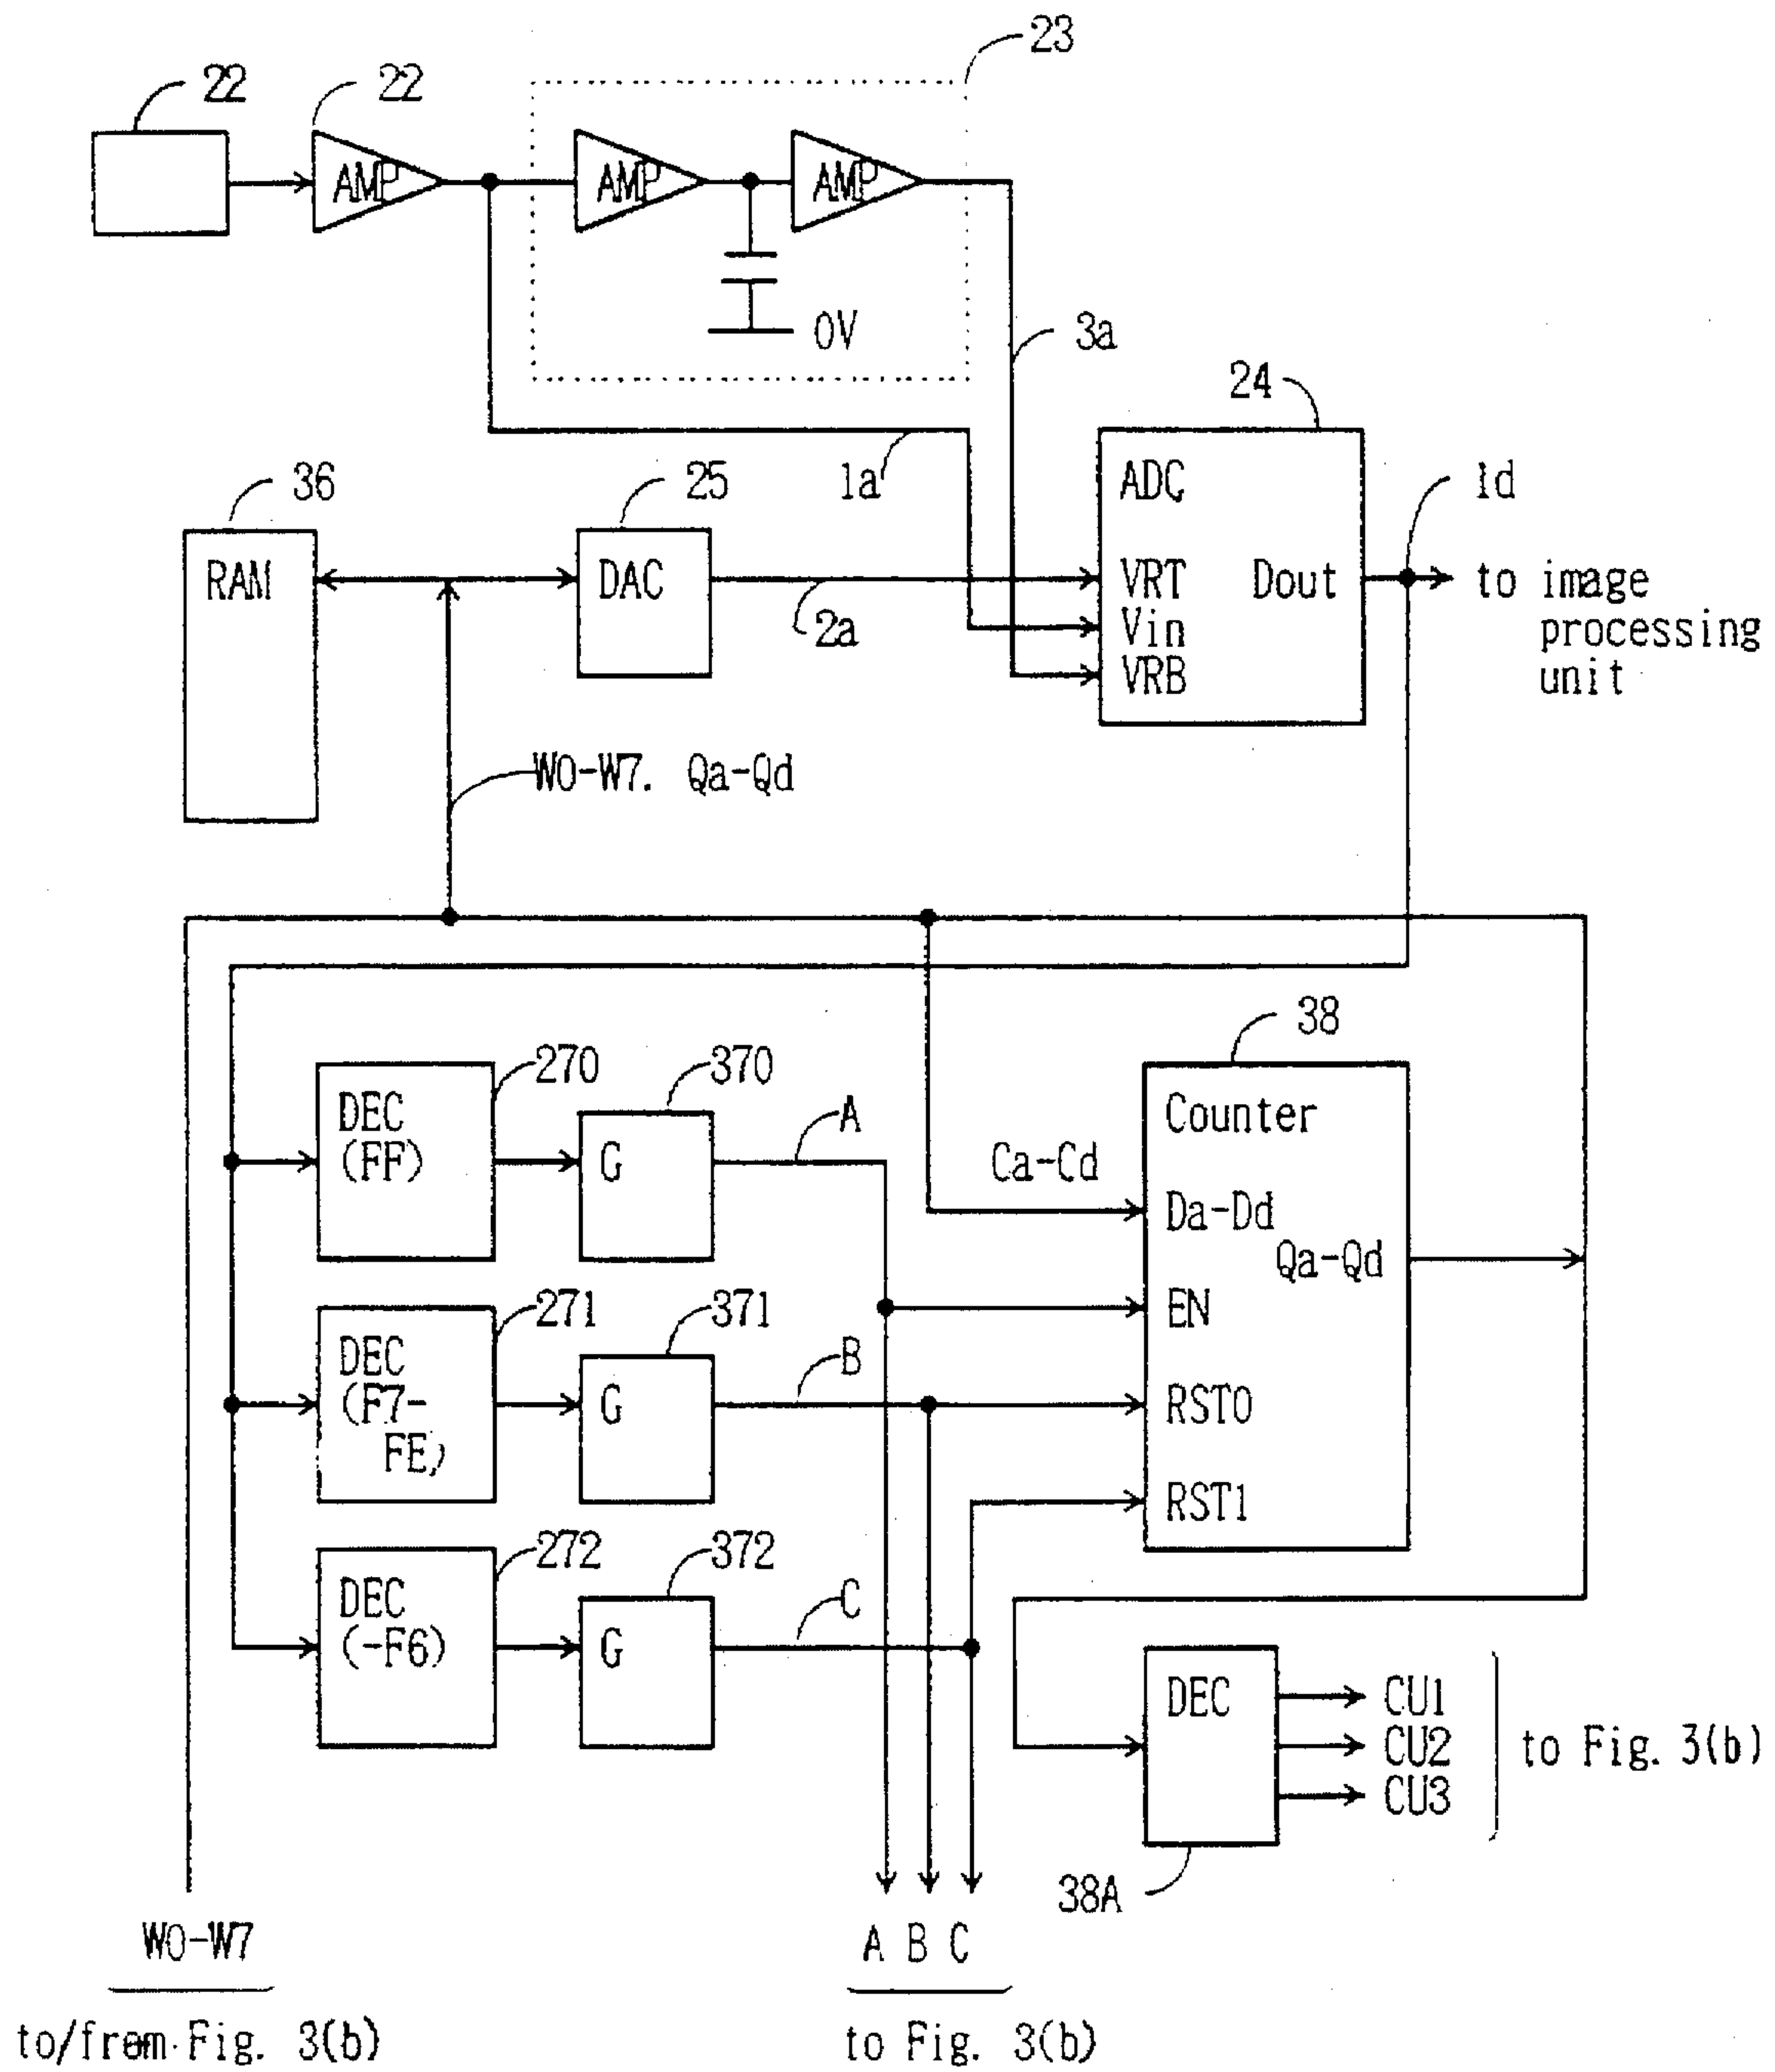 23
22
22
AMP
AMP
AMP
0V
3a
24
36
25
1a
ADC
1d
RAM
DAC
VRT
Dout
to image
processing
unit
2a
Vin
VRB
W0-W7. Qa-Qd
38
270
370
DEC
(FF)
G
A
Counter
Ca-Cd
Da-Dd
Qa-Qd
271
371
EN
DEC
(F7-
FE)
G
B
RST0
RST1
272
372
DEC
(-F6)
G
C
DEC
CU1
CU2
CU3
to Fig. 3(b)
38A
W0-W7
A B C
to/from Fig. 3(b)
to Fig. 3(b)